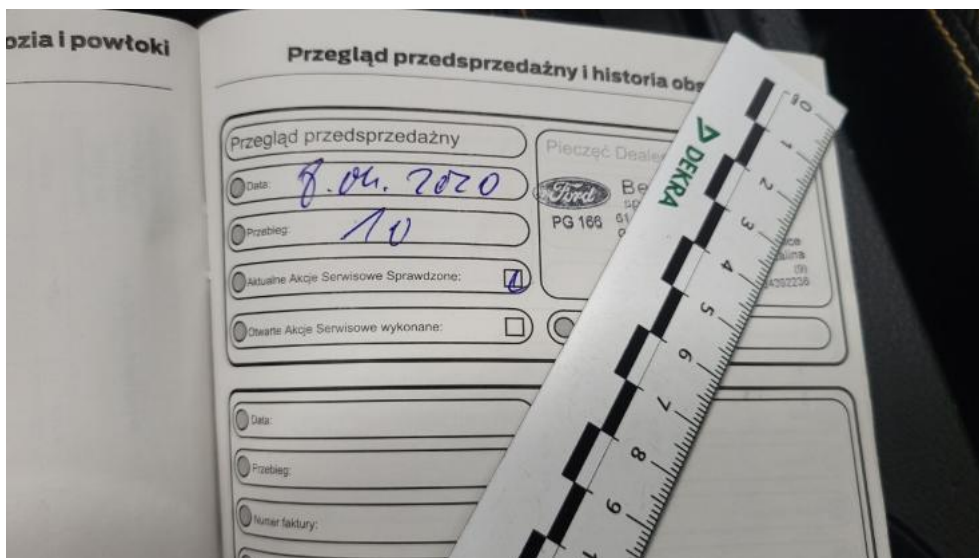 ozia i powłoki
Przegląd przedsprzedażny i historia
Przegląd przedsprzedażny
Data: 8. 04. 2020
Przebieg: 10
Aktualne Akcje Serwisowe Sprawdzone:
Otwarte Akcje Serwisowe wykonane:
Pieczęć
Ford
PG 166
DEKRA
0
1
2
3
4
5
6
7
8
9
Data:
Przebieg:
Numer faktury: